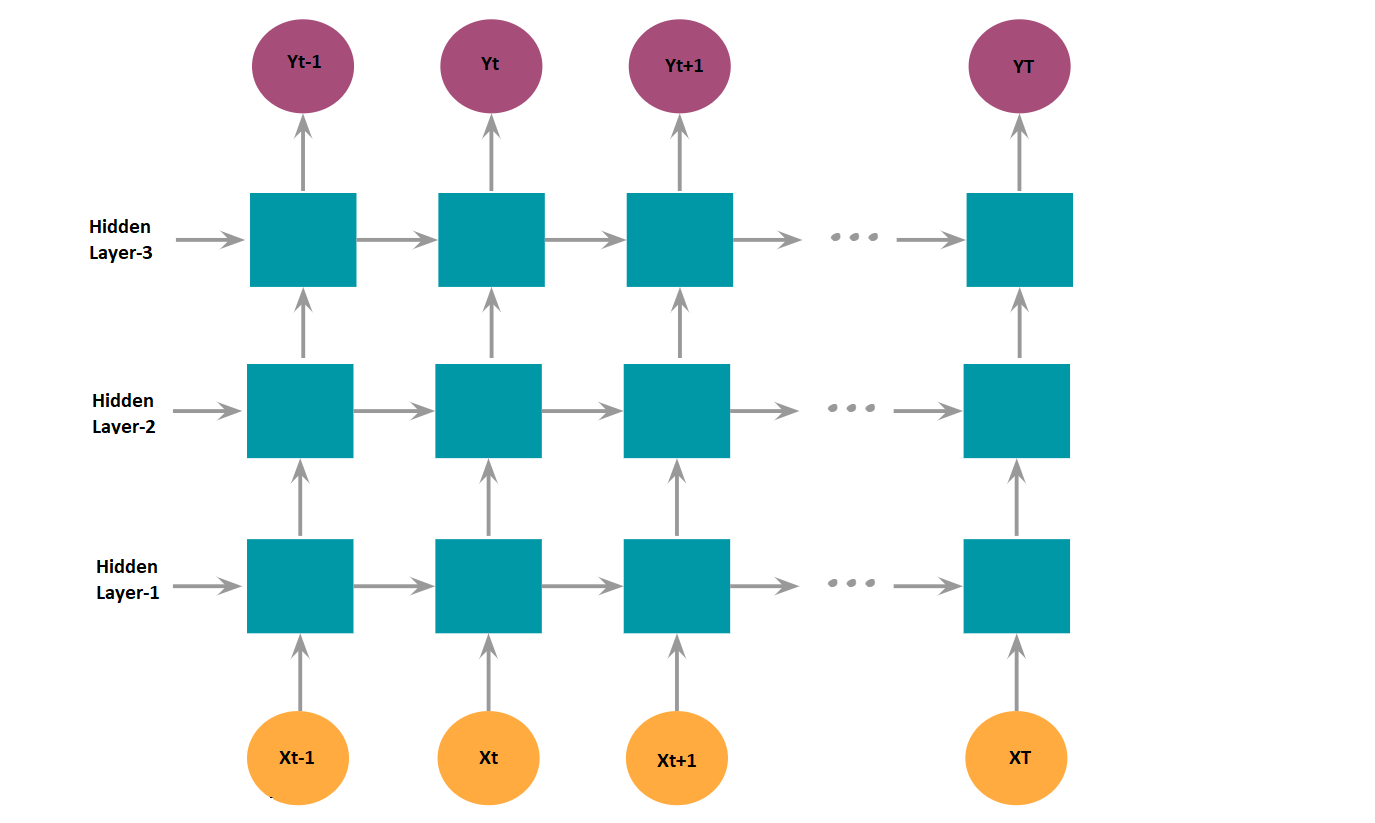 Yt-1
Yt
Yt+1
YT
Hidden
Layer-3
Hidden
Layer-2
Hidden
Layer-1
Xt-1
Xt
Xt+1
XT